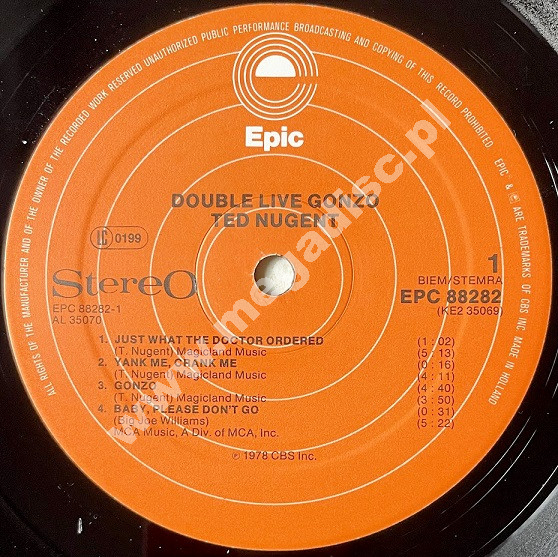 ALL RIGHTS OF THE MANUFACTURER AND OF THE OWNER OF THE RECORDED WORK RESERVED UNAUTHORIZED PUBLIC PERFORMANCE BROADCASTING AND COPYING OF THIS RECORD PROHIBITED. EPIC' & ARE TRADEMARKS OF CBS INC MADE IN HOLLAND
Epic
DOUBLE LIVE GONZO
TED NUGENT
LC 0199
1
Stereo
BIEM/STEMRA
EPC 88282-1
EPC 88282
AL 35070
(KE2 35069)
1. JUST WHAT THE DOCTOR ORDERED (1:02)
(T. Nugent) Magicland Music (5:13)
2. YANK ME, CRANK ME (0:16)
(T. Nugent) Magicland Music (4:11)
3. GONZO (4:40)
(T. Nugent) Magicland Music (3:50)
4. BABY, PLEASE DON'T GO (0:31)
(Big Joe Williams) (5:22)
MCA Music, A Div. of MCA, Inc.
℗ 1978 CBS Inc.
www.megadisc.pl